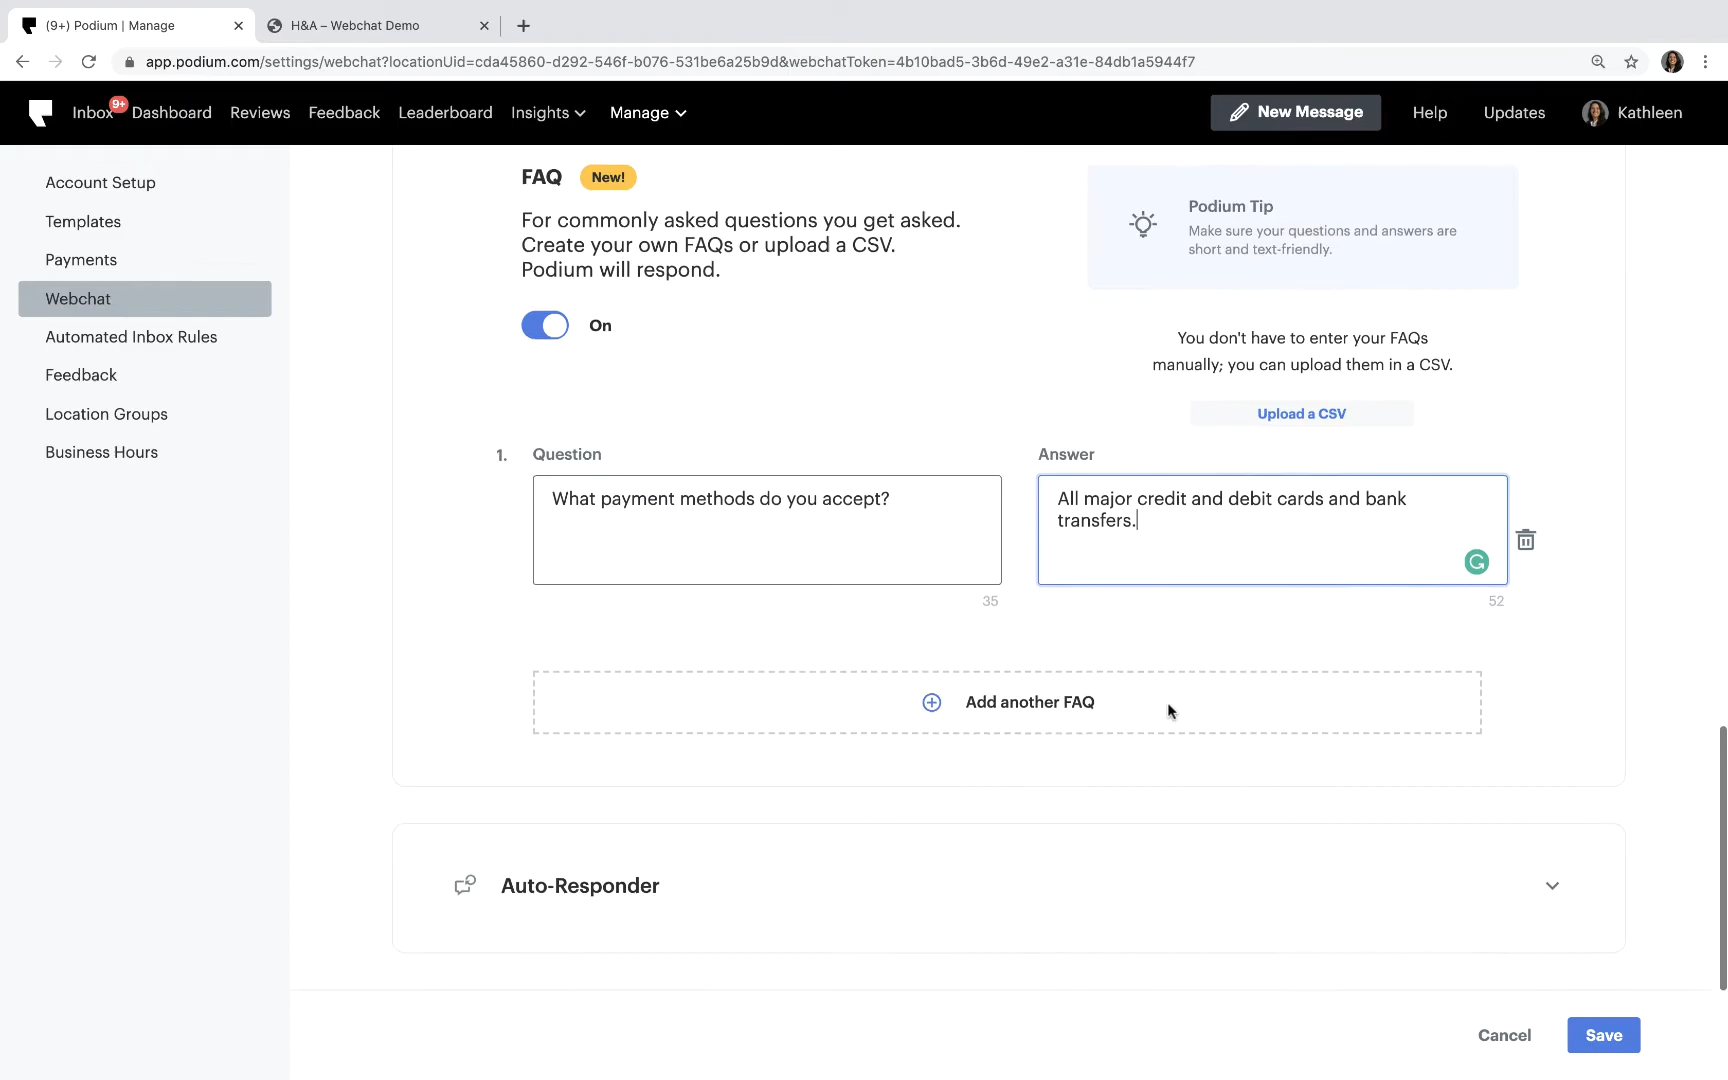 (9+) Podium | Manage
H&A – Webchat Demo
app.podium.com/settings/webchat?locationUid=cda45860-d292-546f-b076-531be6a25b9d&webchatToken=4b10bad5-3b6d-49e2-a31e-84db1a5944f7
Inbox 9+ Dashboard Reviews Feedback Leaderboard Insights Manage New Message Help Updates Kathleen
Account Setup
Templates
Payments
Webchat
Automated Inbox Rules
Feedback
Location Groups
Business Hours
FAQ New!
For commonly asked questions you get asked.
Create your own FAQs or upload a CSV.
Podium will respond.
On
Podium Tip
Make sure your questions and answers are
short and text-friendly.
You don't have to enter your FAQs
manually; you can upload them in a CSV.
Upload a CSV
1. Question
What payment methods do you accept?
35
Answer
All major credit and debit cards and bank
transfers.
52
Add another FAQ
Auto-Responder
Cancel Save